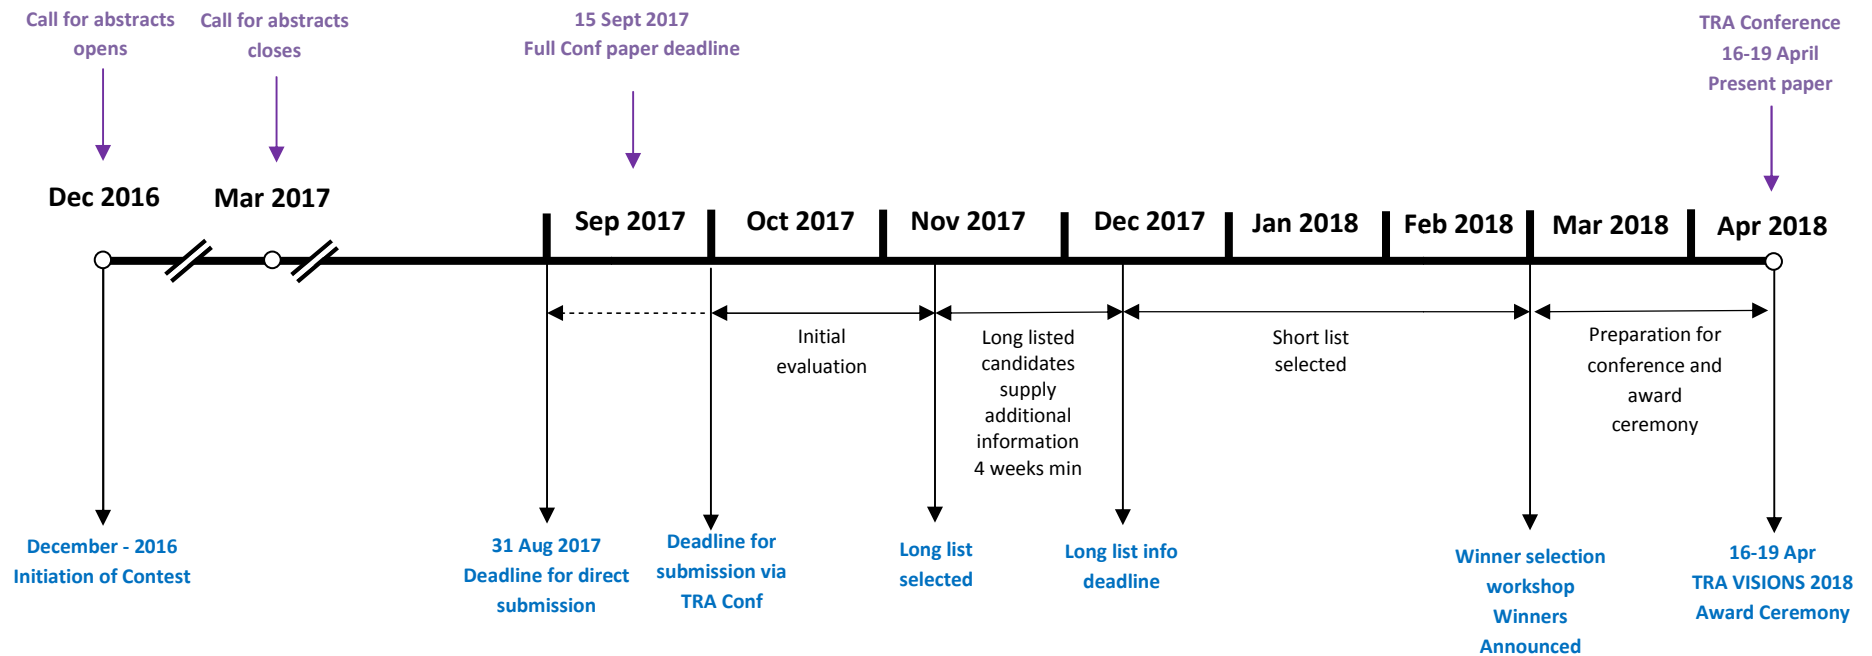 Call for abstracts
opens
Call for abstracts
closes
15 Sept 2017
Full Conf paper deadline
TRA Conference
16-19 April
Present paper
Dec 2016
Mar 2017
Sep 2017
Oct 2017
Nov 2017
Dec 2017
Jan 2018
Feb 2018
Mar 2018
Apr 2018
Initial
evaluation
Long listed
candidates
supply
additional
information
4 weeks min
Short list
selected
Preparation for
conference and
award
ceremony
December - 2016
Initiation of Contest
31 Aug 2017
Deadline for direct
submission
Deadline for
submission via
TRA Conf
Long list
selected
Long list info
deadline
Winner selection
workshop
Winners
Announced
16-19 Apr
TRA VISIONS 2018
Award Ceremony